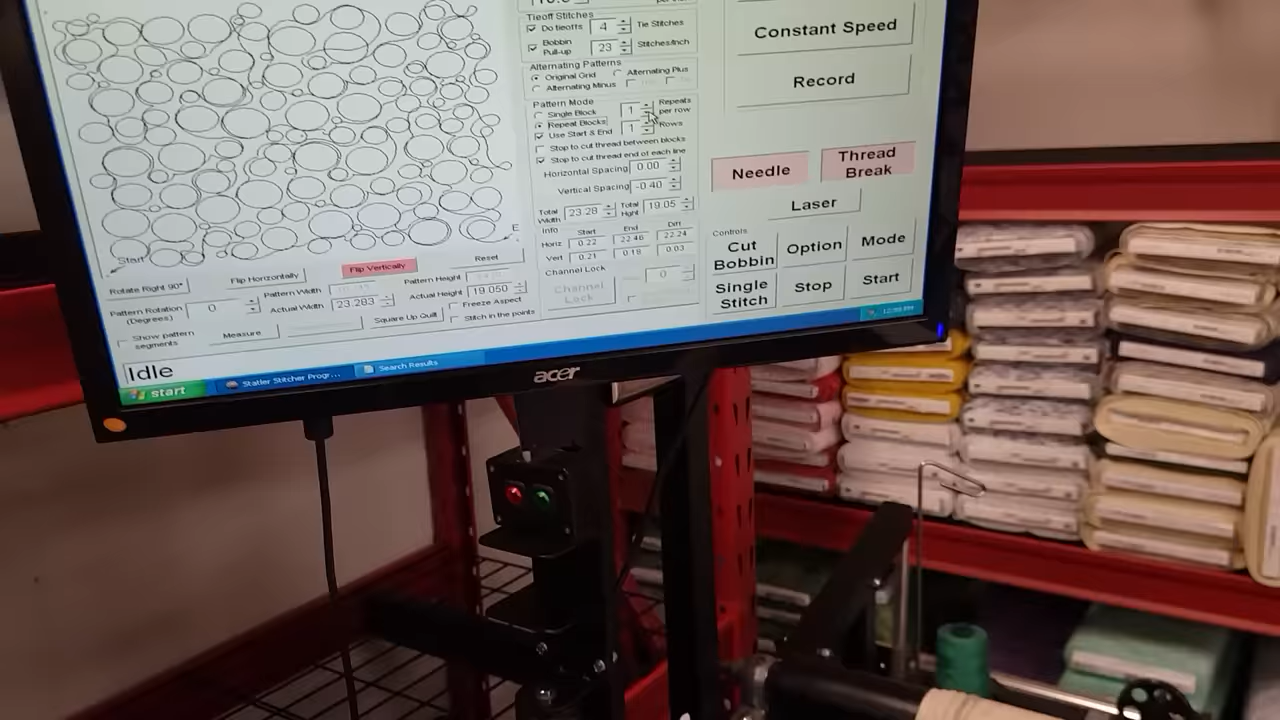 Tieoff Stitches
Do tieoffs 4 Tie Stitches
Bobbin Pull-up 23 Stitches/Inch
Alternating Patterns
Original Grid Alternating Plus
Alternating Minus
Pattern Mode
Single Block 1 Repeats per row
Repeat Blocks
Use Start & End 1 Rows
Stop to cut thread between blocks
Stop to cut thread end of each line
Horizontal Spacing 0.00
Vertical Spacing -0.40
Total Width 23.28 Total Hght 19.05
Info Start End Diff
Horiz 0.22 22.46 22.24
Vert 0.21 0.18 0.03
Channel Lock
Channel Lock 0
Constant Speed
Record
Needle
Thread Break
Laser
Controls
Cut Bobbin
Option
Mode
Single Stitch
Stop
Start
Start
E
Rotate Right 90°
Flip Horizontally
Flip Vertically
Reset
Pattern Rotation (Degrees) 0
Pattern Width
Pattern Height
Actual Width 23.283
Actual Height 19.050
Show pattern segments
Measure
Square Up Quilt
Freeze Aspect
Stitch in the points
Idle
start
Statler Stitcher Progr...
Search Results
acer